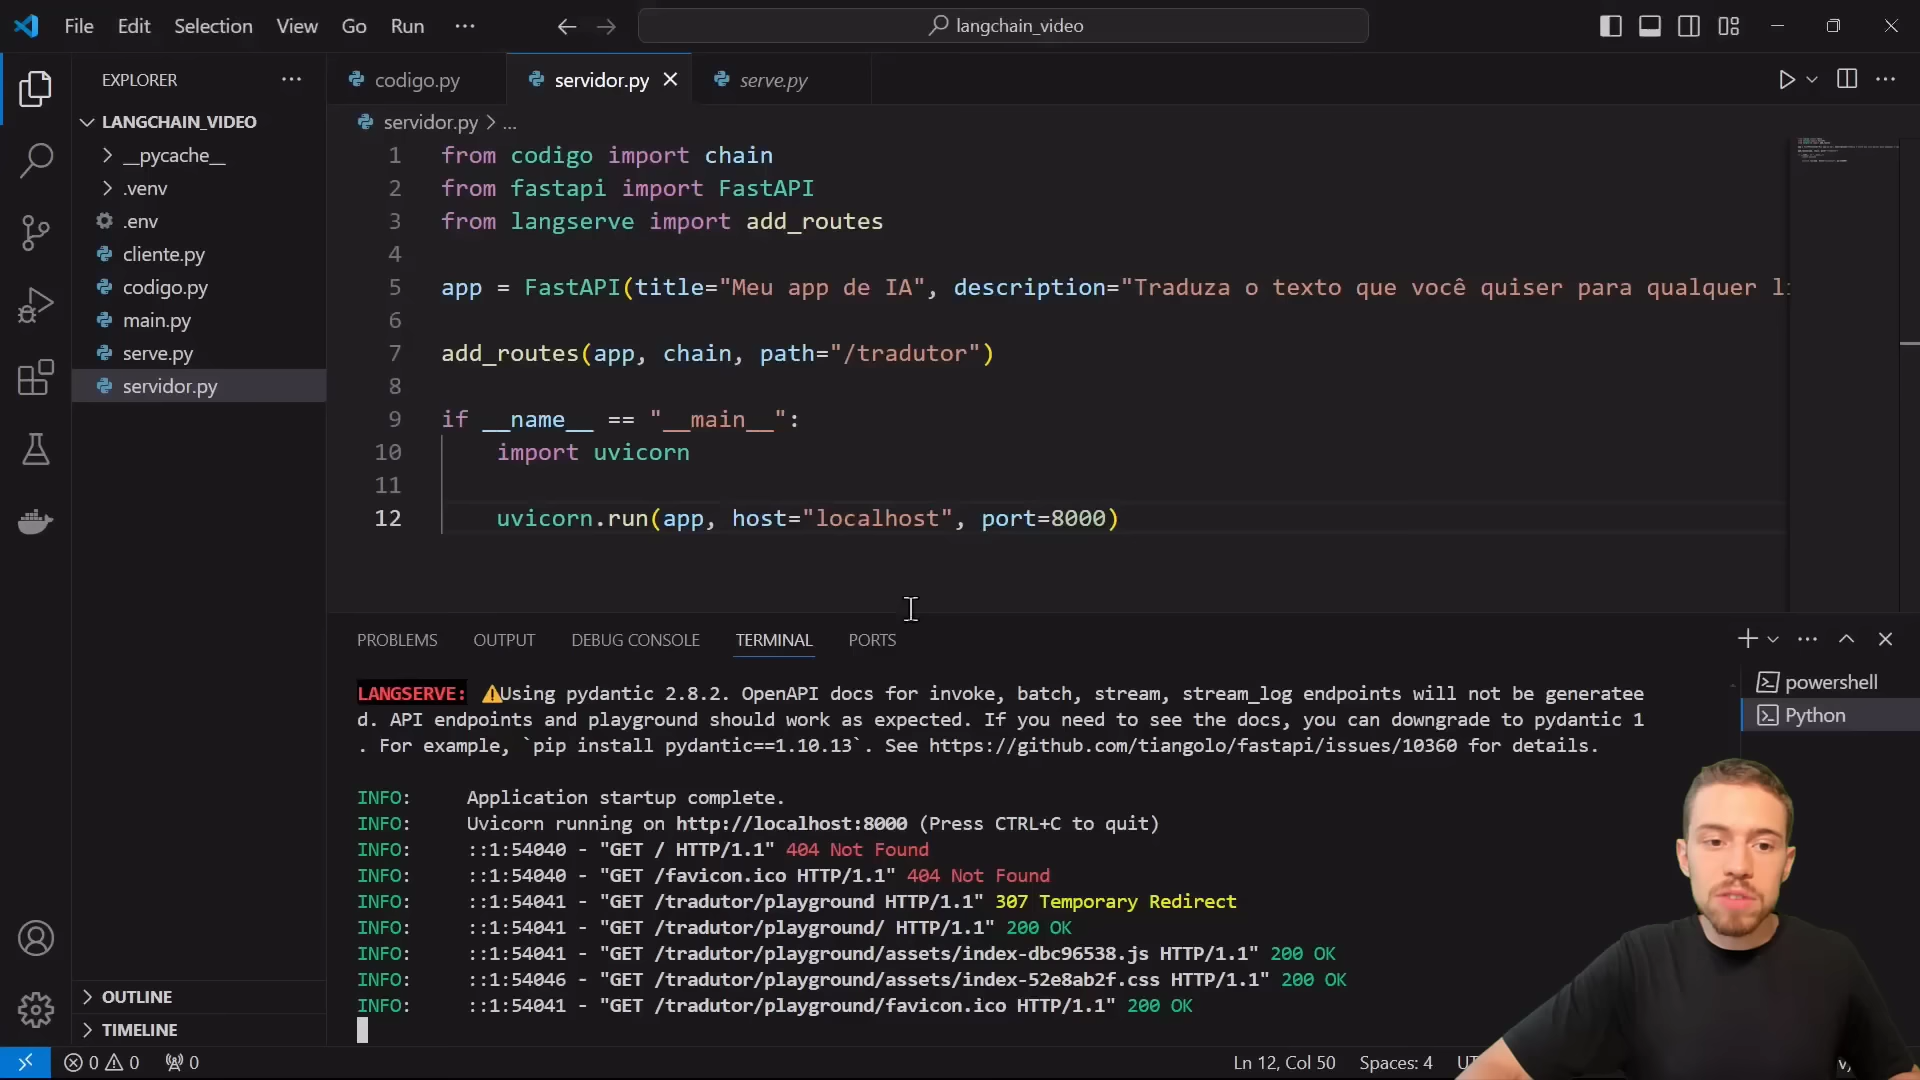 File Edit Selection View Go Run ···
langchain_video
EXPLORER ···
codigo.py
servidor.py
serve.py
LANGCHAIN_VIDEO
__pycache__
.venv
.env
cliente.py
codigo.py
main.py
serve.py
servidor.py
servidor.py > ...
1 from codigo import chain
2 from fastapi import FastAPI
3 from langserve import add_routes
4
5 app = FastAPI(title="Meu app de IA", description="Traduza o texto que você quiser para qualquer li
6
7 add_routes(app, chain, path="/tradutor")
8
9 if __name__ == "__main__":
10 import uvicorn
11
12 uvicorn.run(app, host="localhost", port=8000)
PROBLEMS OUTPUT DEBUG CONSOLE TERMINAL PORTS
powershell
Python
LANGSERVE: ⚠️Using pydantic 2.8.2. OpenAPI docs for invoke, batch, stream, stream_log endpoints will not be generatee
d. API endpoints and playground should work as expected. If you need to see the docs, you can downgrade to pydantic 1
. For example, `pip install pydantic==1.10.13`. See https://github.com/tiangolo/fastapi/issues/10360 for details.
INFO: Application startup complete.
INFO: Uvicorn running on http://localhost:8000 (Press CTRL+C to quit)
INFO: ::1:54040 - "GET / HTTP/1.1" 404 Not Found
INFO: ::1:54040 - "GET /favicon.ico HTTP/1.1" 404 Not Found
INFO: ::1:54041 - "GET /tradutor/playground HTTP/1.1" 307 Temporary Redirect
INFO: ::1:54041 - "GET /tradutor/playground/ HTTP/1.1" 200 OK
INFO: ::1:54041 - "GET /tradutor/playground/assets/index-dbc96538.js HTTP/1.1" 200 OK
INFO: ::1:54046 - "GET /tradutor/playground/assets/index-52e8ab2f.css HTTP/1.1" 200 OK
INFO: ::1:54041 - "GET /tradutor/playground/favicon.ico HTTP/1.1" 200 OK
OUTLINE
TIMELINE
0 0 0
Ln 12, Col 50 Spaces: 4